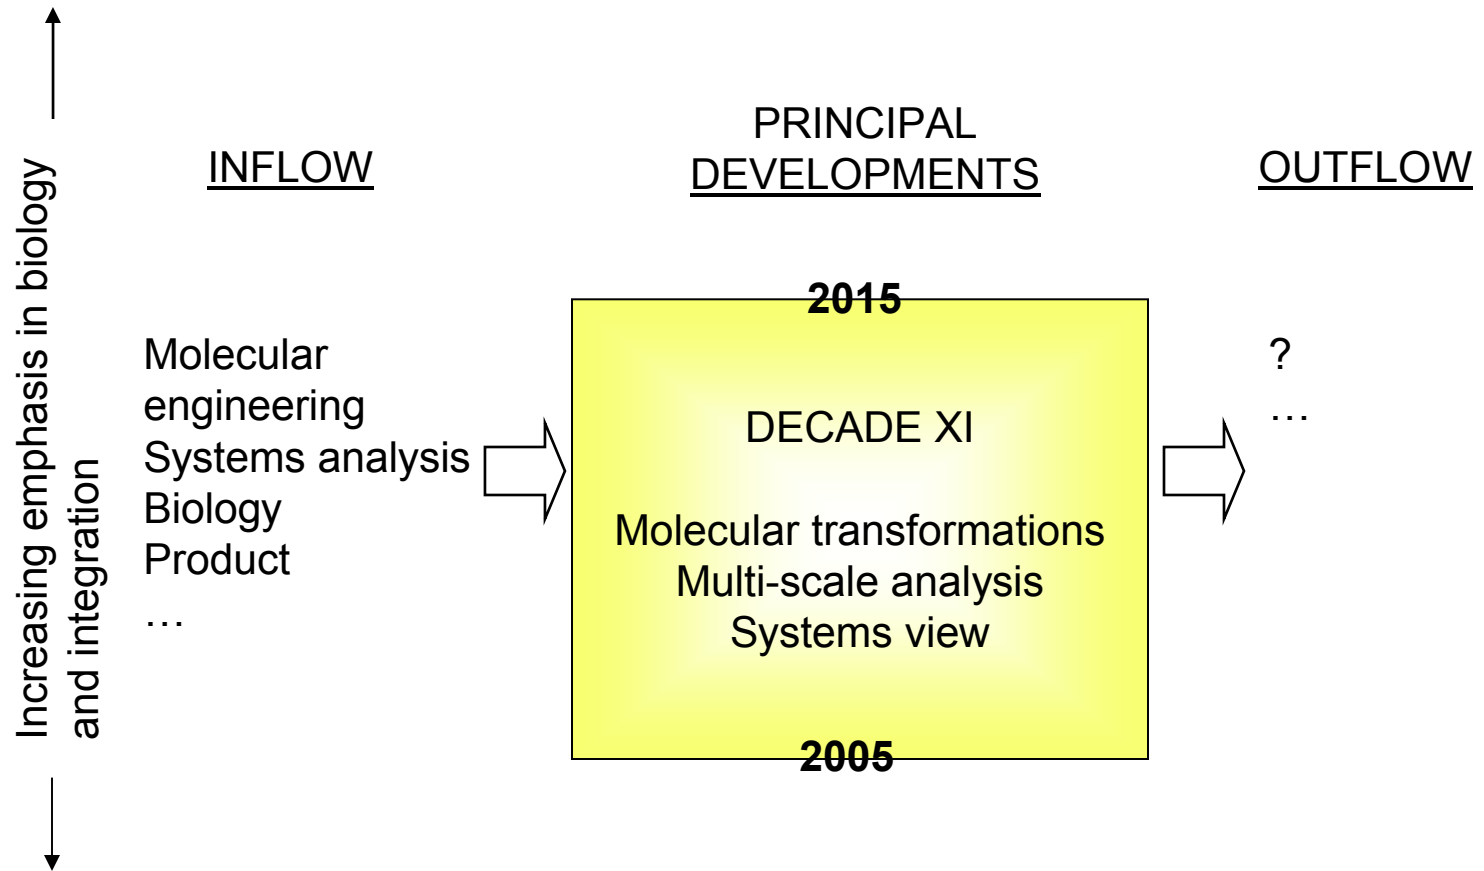 Increasing emphasis in biology
and integration
INFLOW
PRINCIPAL
DEVELOPMENTS
OUTFLOW
Molecular
engineering
Systems analysis
Biology
Product
…
2015
DECADE XI
Molecular transformations
Multi-scale analysis
Systems view
2005
?
…